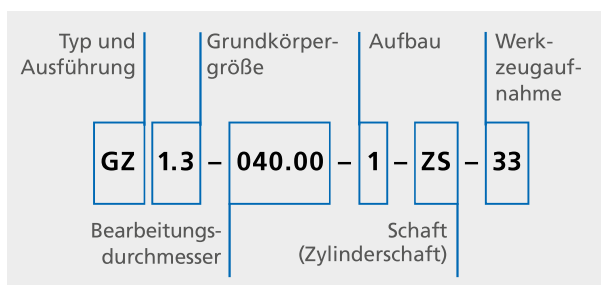 Typ und
Ausführung
Grundkörper-
größe
Aufbau
Werk-
zeugauf-
nahme
GZ 1.3 – 040.00 – 1 – ZS – 33
Bearbeitungs-
durchmesser
Schaft
(Zylinderschaft)